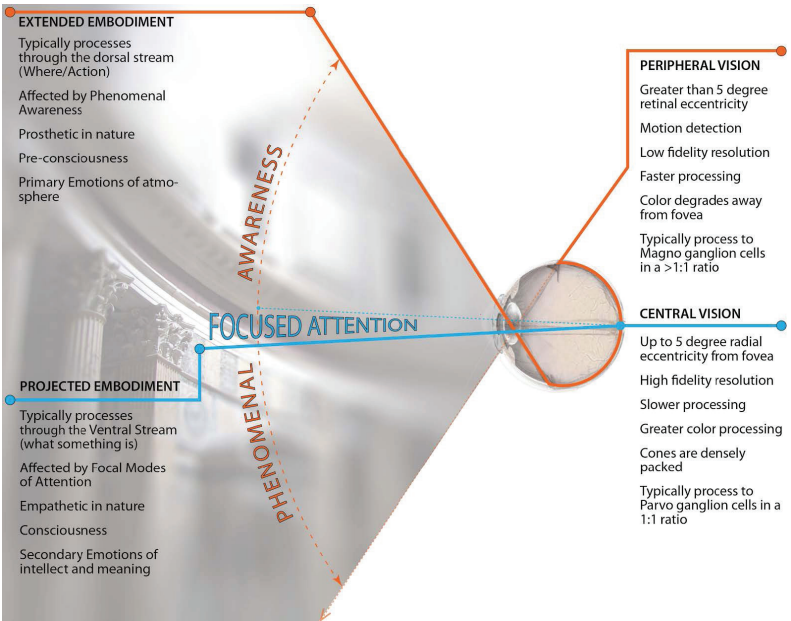 EXTENDED EMBODIMENT
Typically processes
through the dorsal stream
(Where/Action)
Affected by Phenomenal
Awareness
Prosthetic in nature
Pre-consciousness
Primary Emotions of atmo-
sphere
PERIPHERAL VISION
Greater than 5 degree
retinal eccentricity
Motion detection
Low fidelity resolution
Faster processing
Color degrades away
from fovea
Typically process to
Magno ganglion cells
in a >1:1 ratio
PHENOMENAL AWARENESS
FOCUSED ATTENTION
PROJECTED EMBODIMENT
Typically processes
through the Ventral Stream
(what something is)
Affected by Focal Modes
of Attention
Empathetic in nature
Consciousness
Secondary Emotions of
intellect and meaning
CENTRAL VISION
Up to 5 degree radial
eccentricity from fovea
High fidelity resolution
Slower processing
Greater color processing
Cones are densely
packed
Typically process to
Parvo ganglion cells in a
1:1 ratio